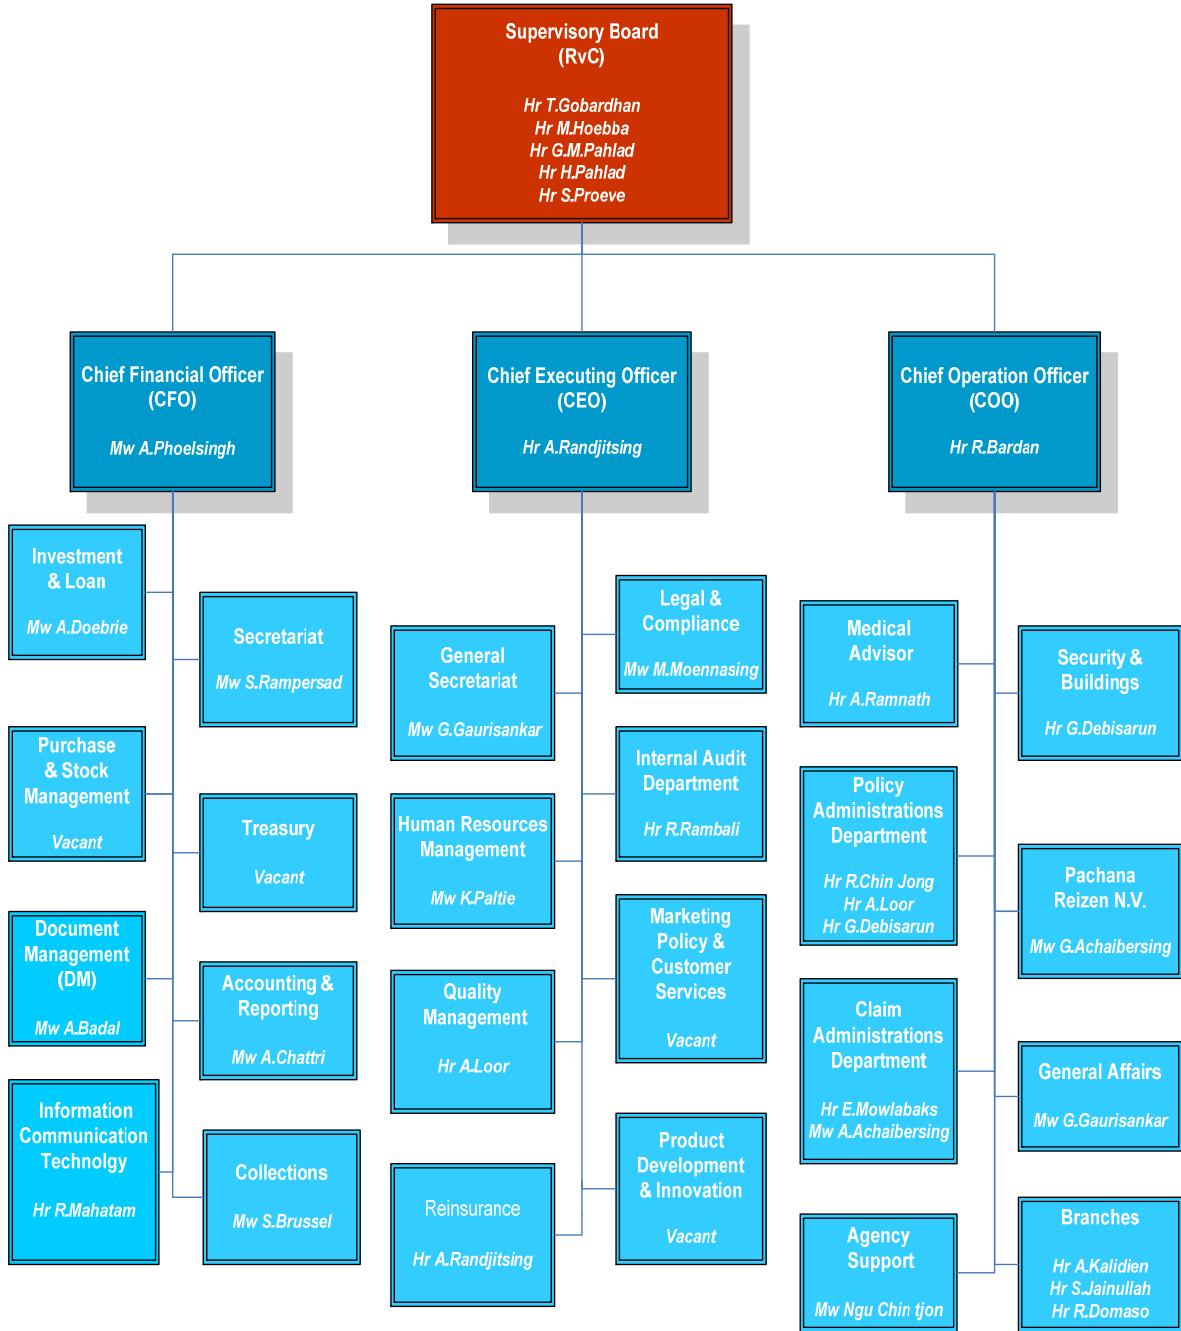 Supervisory Board
(RvC)
Hr T.Gobardhan
Hr M.Hoebba
Hr G.M.Pahlad
Hr H.Pahlad
Hr S.Proeve
Chief Financial Officer
(CFO)
Mw A.Phoelsingh
Chief Executing Officer
(CEO)
Hr A.Randjitsing
Chief Operation Officer
(COO)
Hr R.Bardan
Investment
& Loan
Mw A.Doebrie
Secretariat
Mw S.Rampersad
Purchase
& Stock
Management
Vacant
Treasury
Vacant
Document
Management
(DM)
Mw A.Badal
Accounting &
Reporting
Mw A.Chattri
Information
Communication
Technolgy
Hr R.Mahatam
Collections
Mw S.Brussel
Legal &
Compliance
Mw M.Moennasing
General
Secretariat
Mw G.Gaurisankar
Internal Audit
Department
Hr R.Rambali
Human Resources
Management
Mw K.Paltie
Marketing
Policy &
Customer
Services
Vacant
Quality
Management
Hr A.Loor
Product
Development
& Innovation
Vacant
Reinsurance
Hr A.Randjitsing
Medical
Advisor
Hr A.Ramnath
Security &
Buildings
Hr G.Debisarun
Policy
Administrations
Department
Hr R.Chin Jong
Hr A.Loor
Hr G.Debisarun
Pachana
Reizen N.V.
Mw G.Achaibersing
Claim
Administrations
Department
Hr E.Mowlabaks
Mw A.Achaibersing
General Affairs
Mw G.Gaurisankar
Agency
Support
Mw Ngu Chin tjon
Branches
Hr A.Kalidien
Hr S.Jainullah
Hr R.Domaso